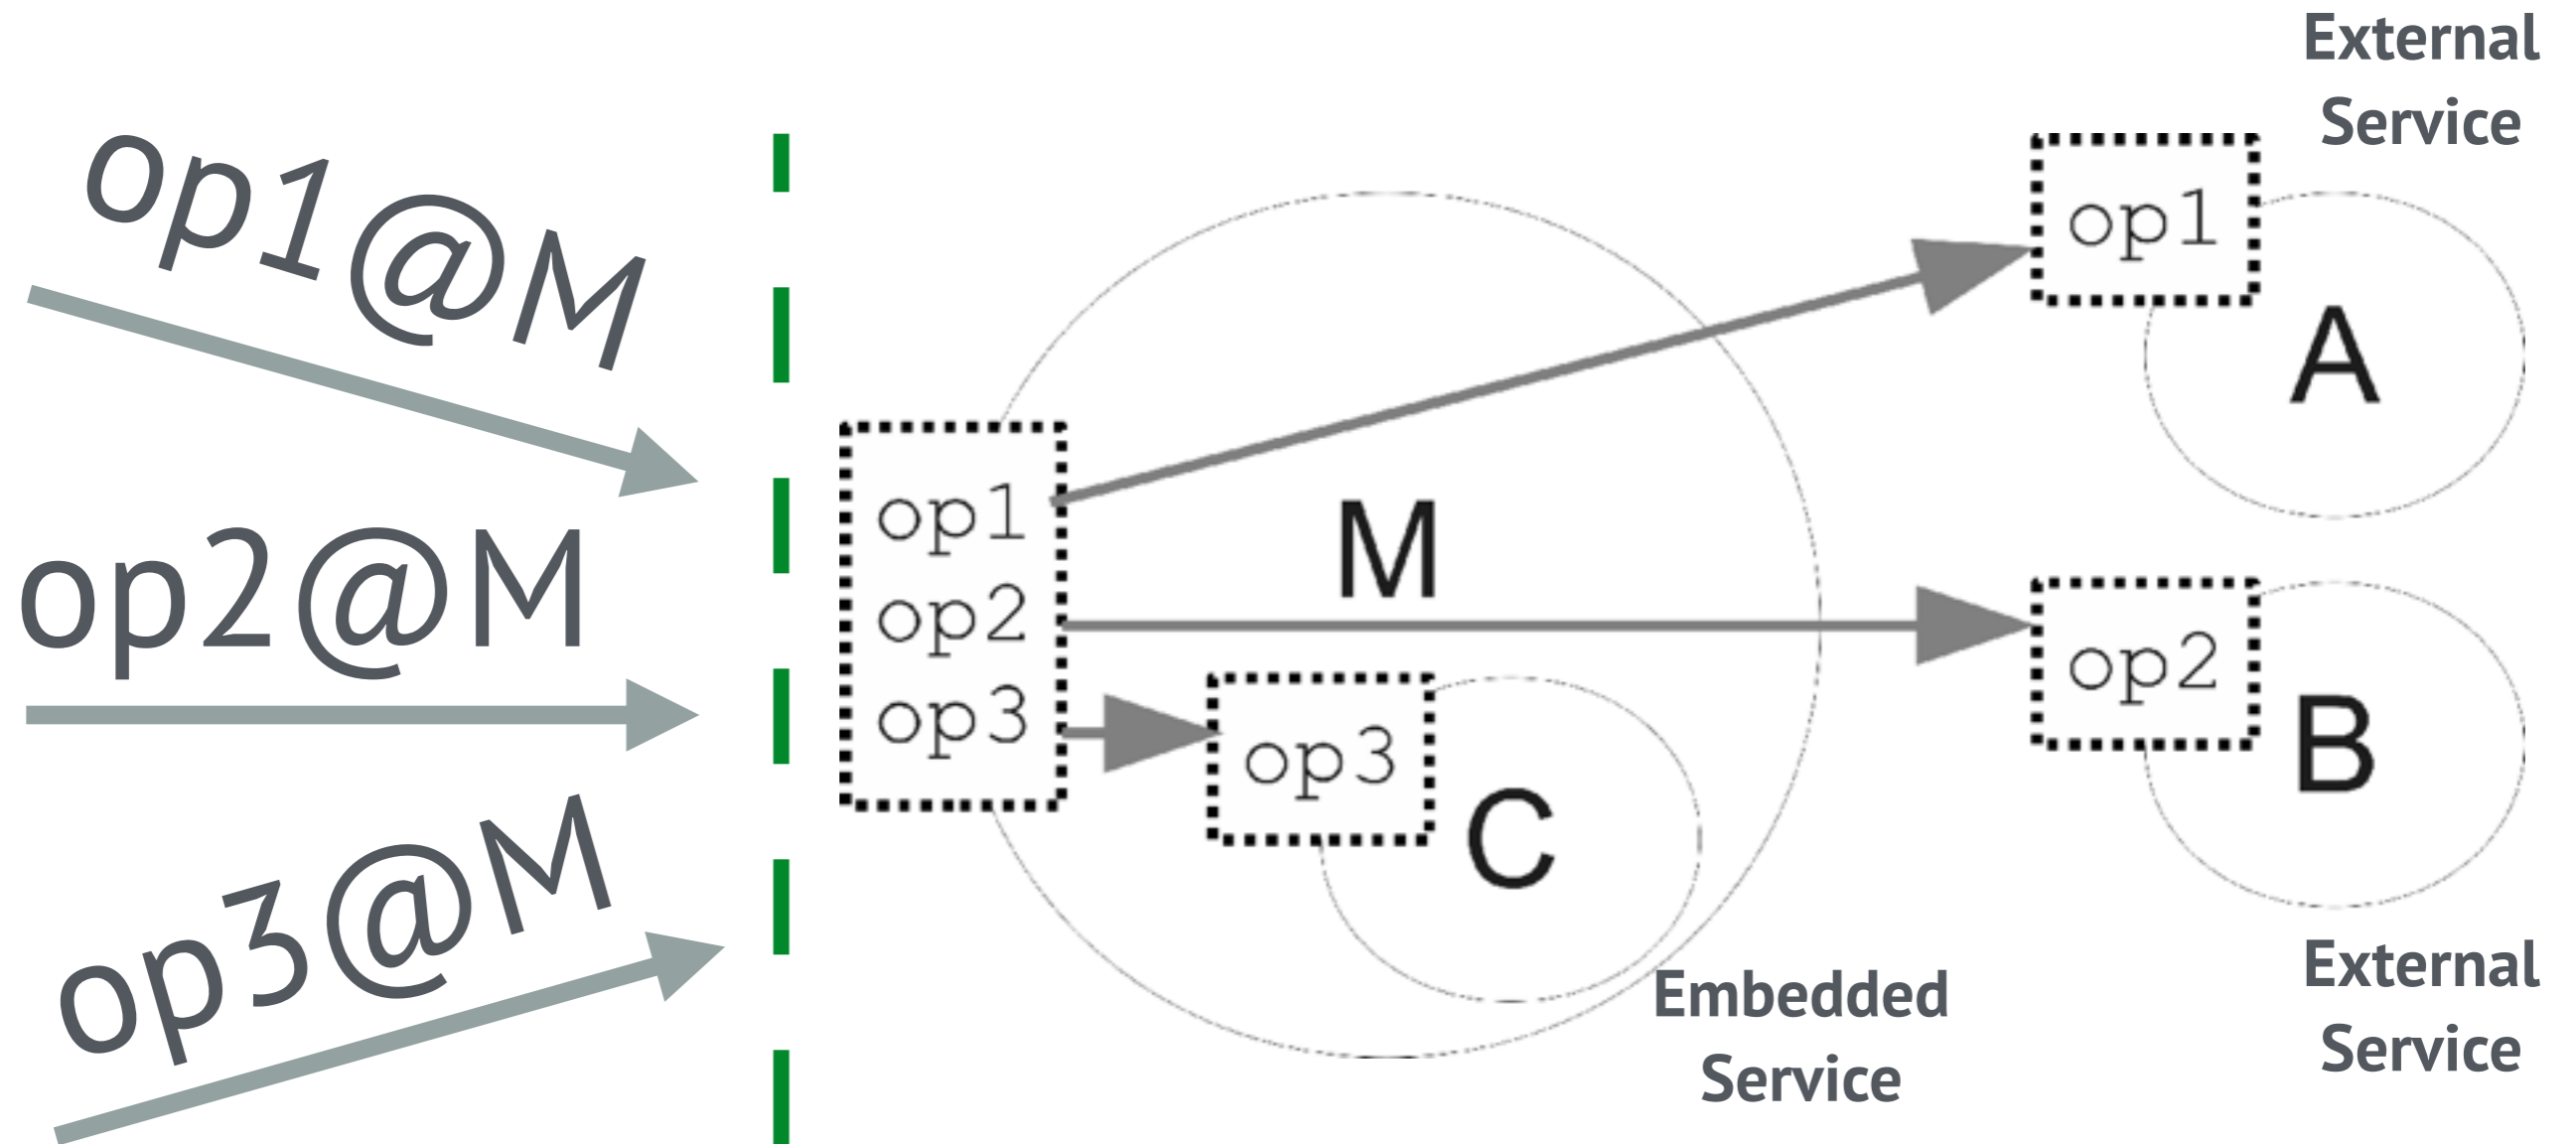 External
Service
op1@M
op1
A
op1
op2
op3
M
op2@M
op2
B
op3
C
op3@M
Embedded
Service
External
Service